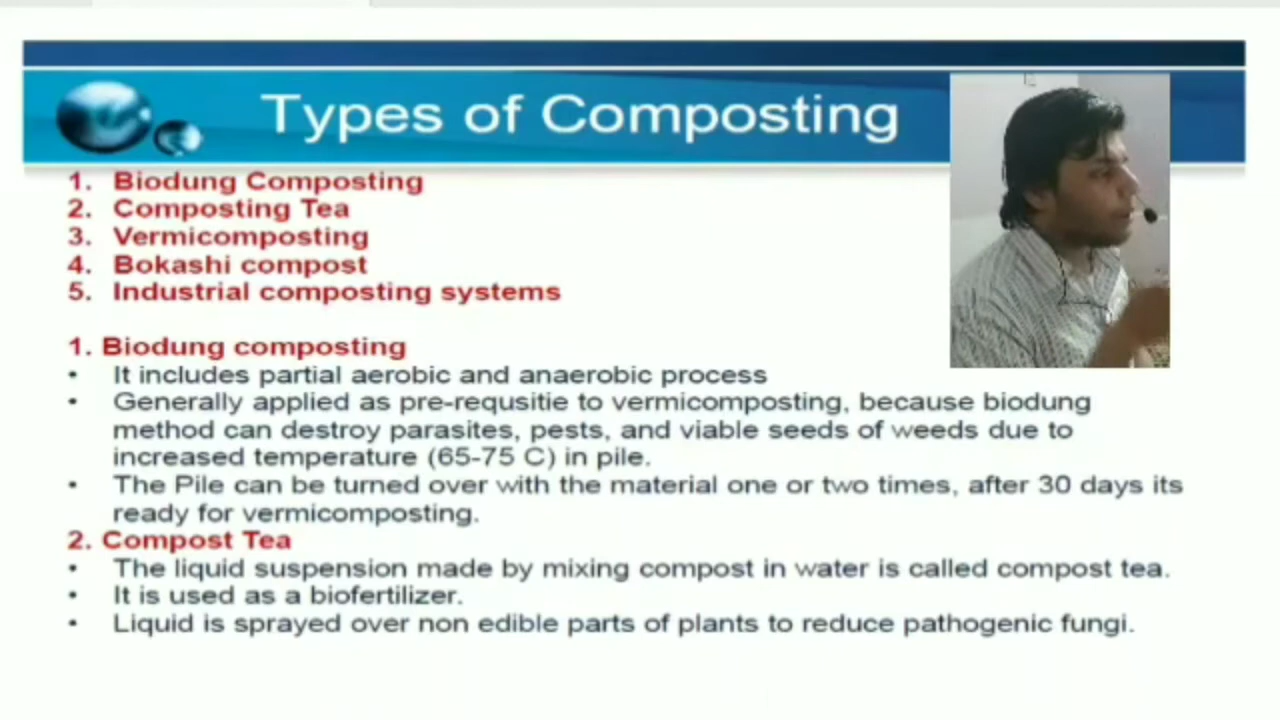 Types of Composting
1. Biodung Composting
2. Composting Tea
3. Vermicomposting
4. Bokashi compost
5. Industrial composting systems
1. Biodung composting
• It includes partial aerobic and anaerobic process
• Generally applied as pre-requsitie to vermicomposting, because biodung
method can destroy parasites, pests, and viable seeds of weeds due to
increased temperature (65-75 C) in pile.
• The Pile can be turned over with the material one or two times, after 30 days its
ready for vermicomposting.
2. Compost Tea
• The liquid suspension made by mixing compost in water is called compost tea.
• It is used as a biofertilizer.
• Liquid is sprayed over non edible parts of plants to reduce pathogenic fungi.